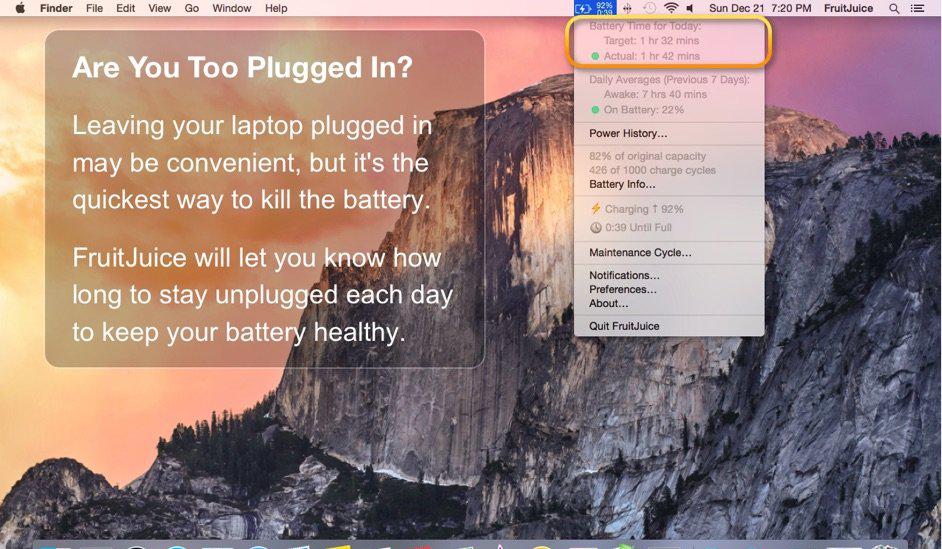 Finder File Edit View Go Window Help 92% 0:39 Sun Dec 21 7:20 PM FruitJuice
Are You Too Plugged In?
Leaving your laptop plugged in
may be convenient, but it's the
quickest way to kill the battery.
FruitJuice will let you know how
long to stay unplugged each day
to keep your battery healthy.
Battery Time for Today:
Target: 1 hr 32 mins
Actual: 1 hr 42 mins
Daily Averages (Previous 7 Days):
Awake: 7 hrs 40 mins
On Battery: 22%
Power History...
82% of original capacity
426 of 1000 charge cycles
Battery Info...
Charging ↑ 92%
0:39 Until Full
Maintenance Cycle...
Notifications...
Preferences...
About...
Quit FruitJuice